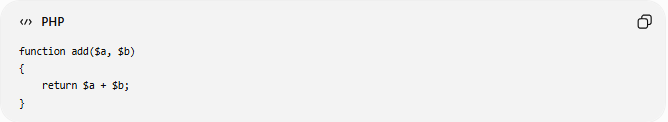 PHP
function add($a, $b)
{
    return $a + $b;
}